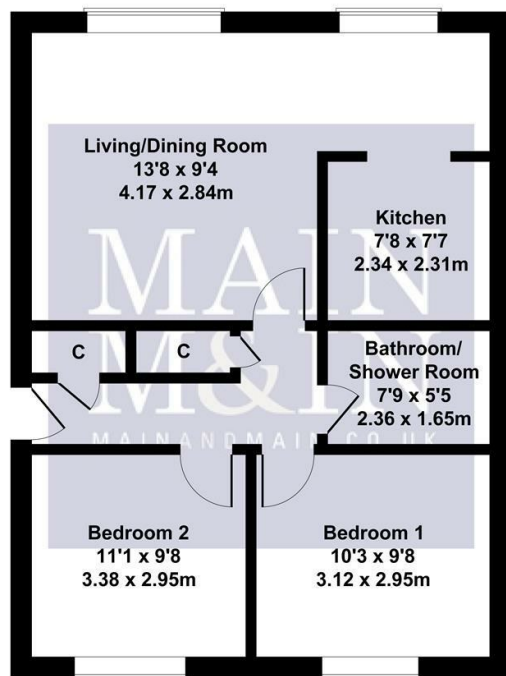 Living/Dining Room
13'8 x 9'4
4.17 x 2.84m
Kitchen
7'8 x 7'7
2.34 x 2.31m
MAIN
C
C
Bathroom/
Shower Room
7'9 x 5'5
2.36 x 1.65m
M&IN
MAINANDMAIN.CO.UK
Bedroom 2
11'1 x 9'8
3.38 x 2.95m
Bedroom 1
10'3 x 9'8
3.12 x 2.95m